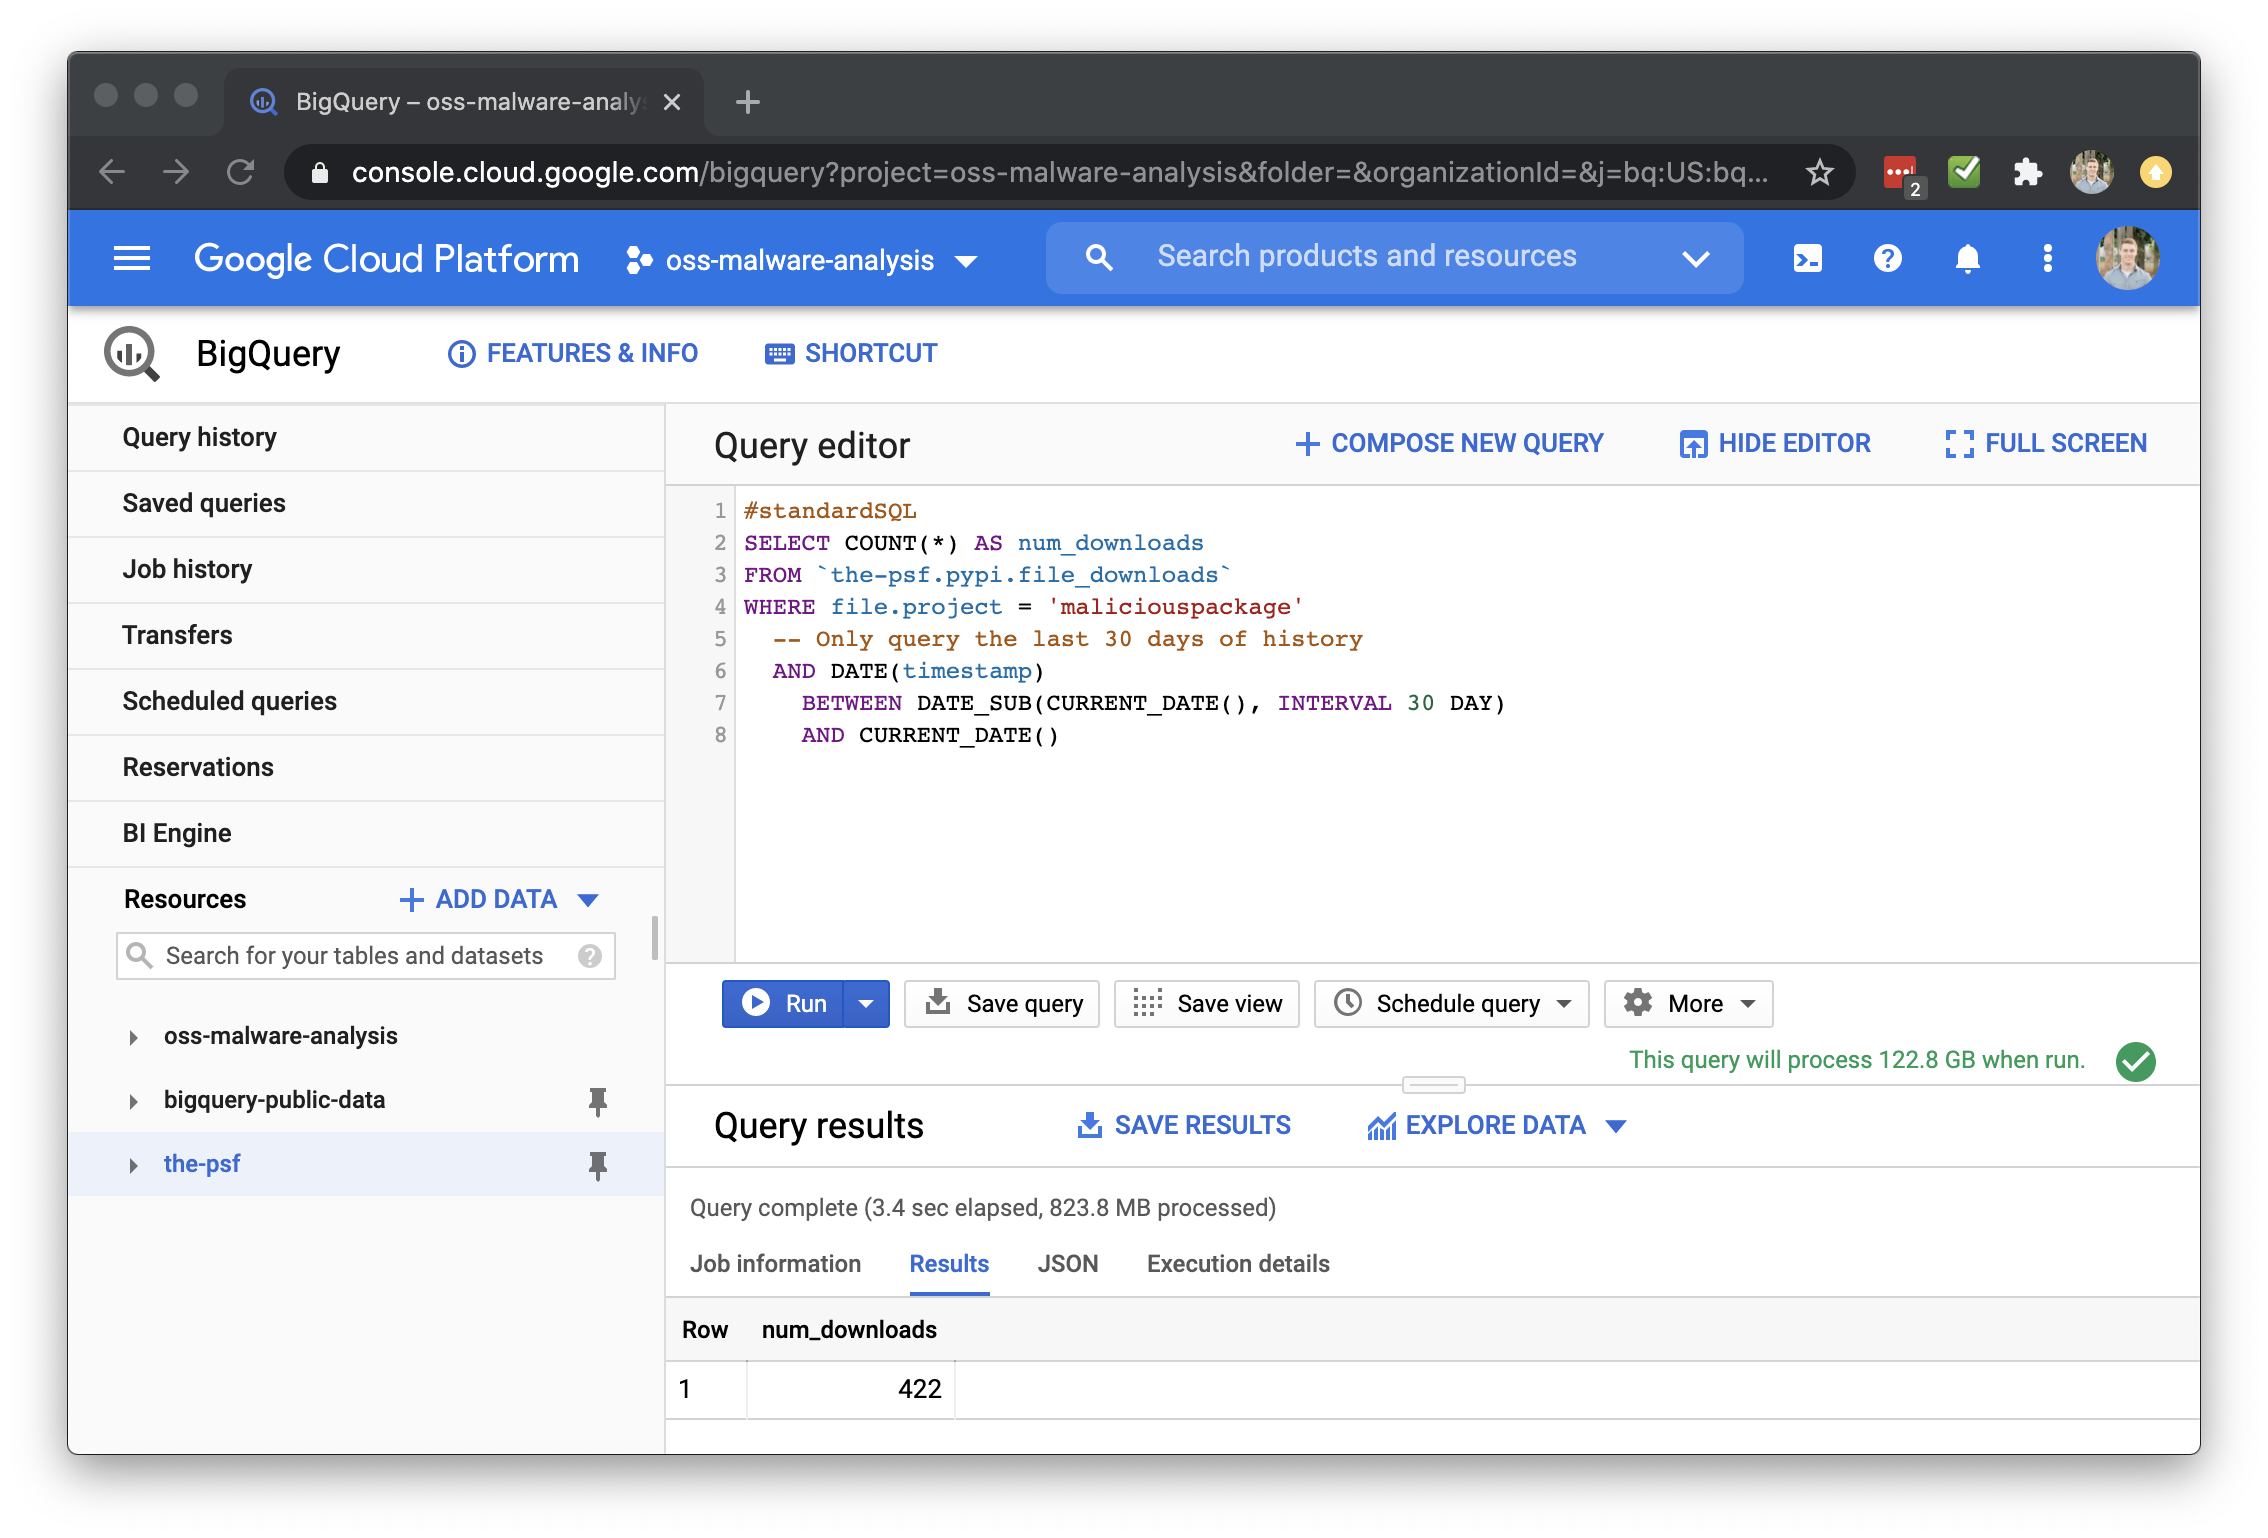 BigQuery – oss-malware-analys
console.cloud.google.com/bigquery?project=oss-malware-analysis&folder=&organizationId=&j=bq:US:bq...
2
Google Cloud Platform
oss-malware-analysis
Search products and resources
BigQuery
FEATURES & INFO
SHORTCUT
Query history
Saved queries
Job history
Transfers
Scheduled queries
Reservations
BI Engine
Resources
ADD DATA
Search for your tables and datasets
oss-malware-analysis
bigquery-public-data
the-psf
Query editor
COMPOSE NEW QUERY
HIDE EDITOR
FULL SCREEN
1 #standardSQL
2 SELECT COUNT(*) AS num_downloads
3 FROM `the-psf.pypi.file_downloads`
4 WHERE file.project = 'maliciouspackage'
5 -- Only query the last 30 days of history
6 AND DATE(timestamp)
7 BETWEEN DATE_SUB(CURRENT_DATE(), INTERVAL 30 DAY)
8 AND CURRENT_DATE()
Run
Save query
Save view
Schedule query
More
This query will process 122.8 GB when run.
Query results
SAVE RESULTS
EXPLORE DATA
Query complete (3.4 sec elapsed, 823.8 MB processed)
Job information
Results
JSON
Execution details
Row num_downloads
1 422